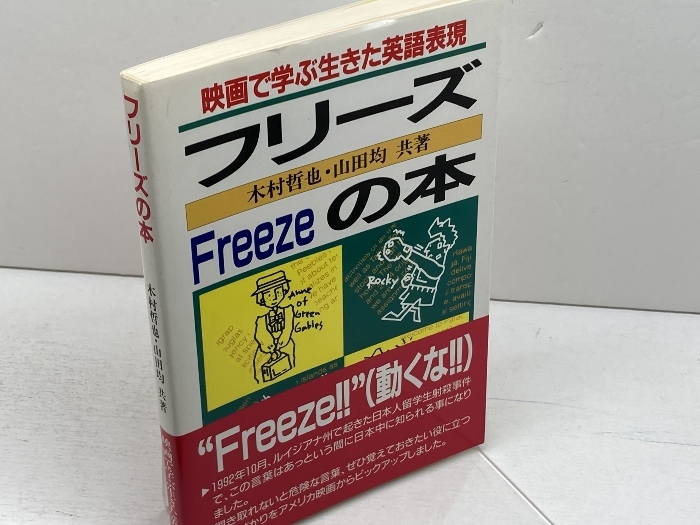 映画で学ぶ生きた英語表現
フリーズ
木村哲也・山田均 共著
Freeze の本
Anne
of
Green
Gables
Rocky
"Freeze!!"(動くな!!)
▶1992年10月、ルイジアナ州で起きた日本人留学生射殺事件
で、この言葉はあっという間に日本中に知られる事になり
ました。
聞き取れないと危険な言葉、ぜひ覚えておきたい役に立つ
かりをアメリカ映画からピックアップしました。
フリーズの本
木村哲也・山田均 共著